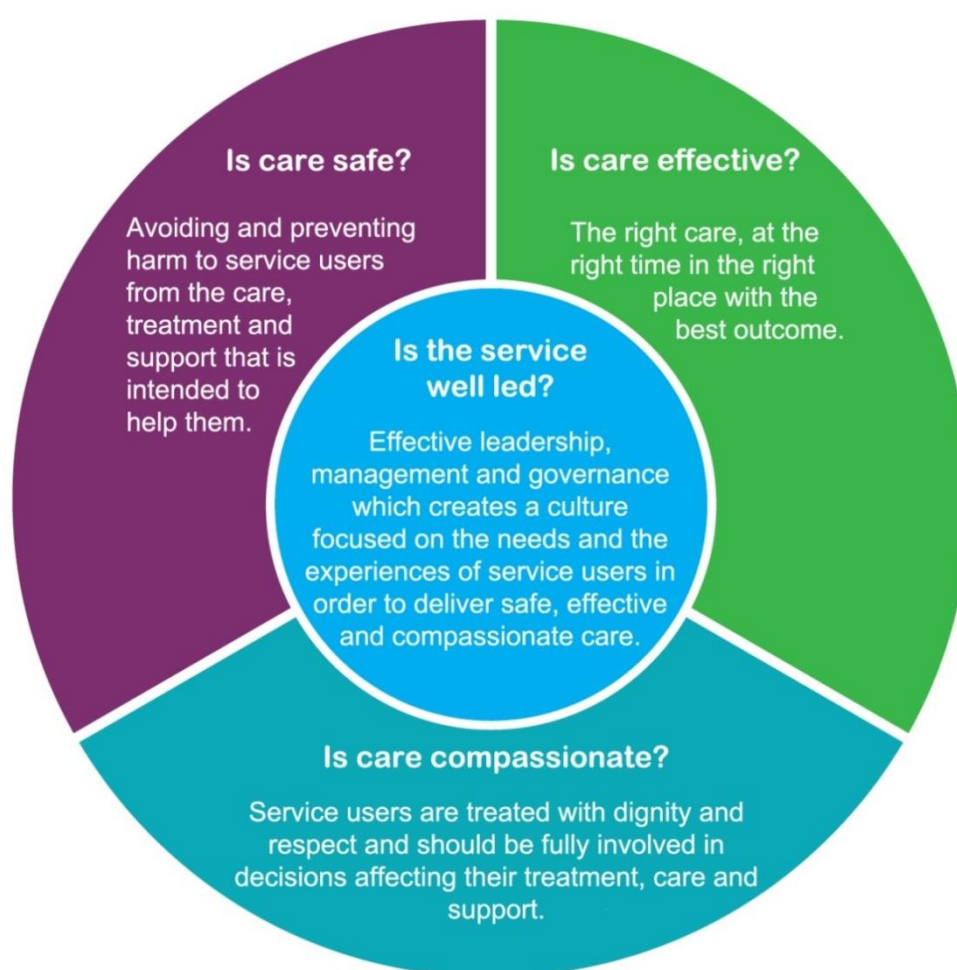 Is care safe?
Avoiding and preventing
harm to service users
from the care,
treatment and
support that is
intended to
help them.
Is care effective?
The right care, at the
right time in the right
place with the
best outcome.
Is the service
well led?
Effective leadership,
management and governance
which creates a culture
focused on the needs and the
experiences of service users in
order to deliver safe, effective
and compassionate care.
Is care compassionate?
Service users are treated with dignity and
respect and should be fully involved in
decisions affecting their treatment, care and
support.